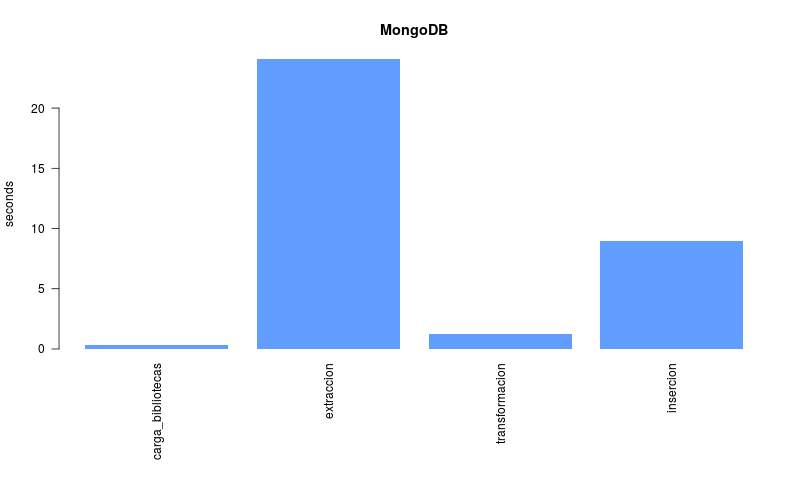 MongoDB
seconds
20
15
10
5
0
carga_bibliotecas
extraccion
transformacion
insercion